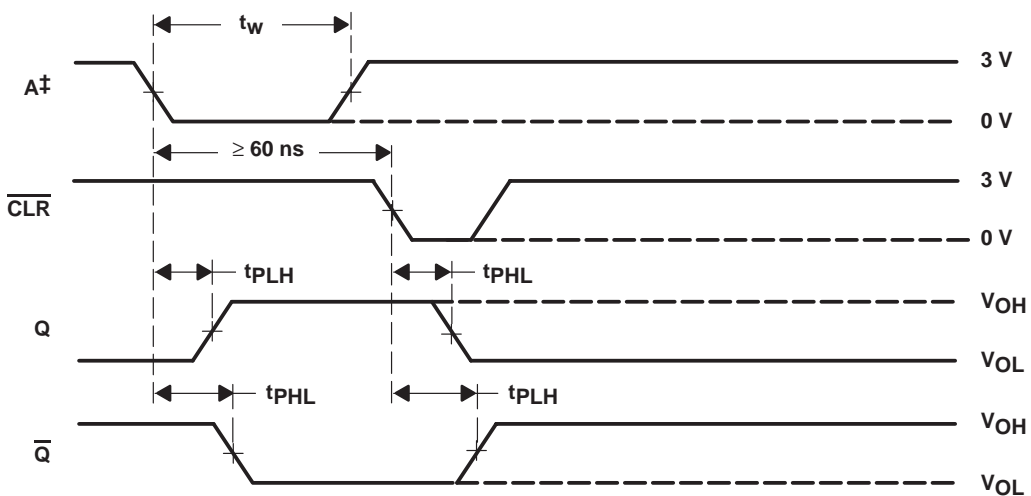 tw
A‡
3 V
0 V
≥ 60 ns
CLR
3 V
0 V
tPLH
tPHL
Q
VOH
VOL
tPHL
tPLH
Q
VOH
VOL